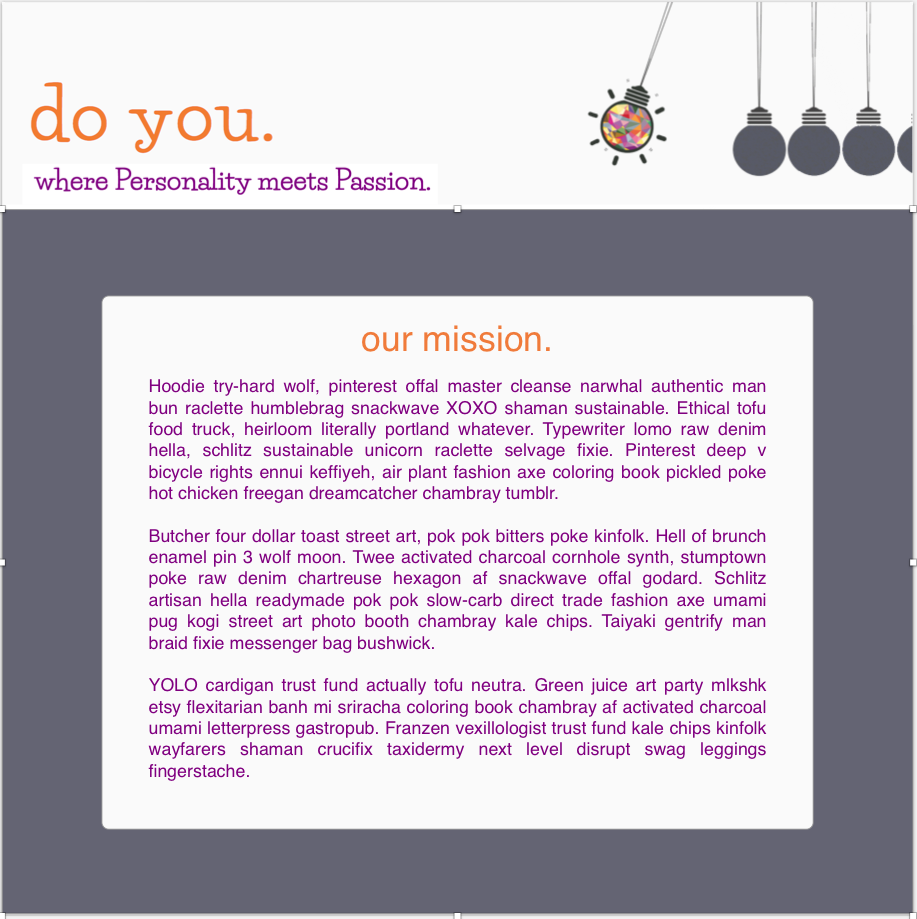 do you.
where Personality meets Passion.
our mission.
Hoodie try-hard wolf, pinterest offal master cleanse narwhal authentic man
bun raclette humblebrag snackwave XOXO shaman sustainable. Ethical tofu
food truck, heirloom literally portland whatever. Typewriter lomo raw denim
hella, schlitz sustainable unicorn raclette selvage fixie. Pinterest deep v
bicycle rights ennui keffiyeh, air plant fashion axe coloring book pickled poke
hot chicken freegan dreamcatcher chambray tumblr.
Butcher four dollar toast street art, pok pok bitters poke kinfolk. Hell of brunch
enamel pin 3 wolf moon. Twee activated charcoal cornhole synth, stumptown
poke raw denim chartreuse hexagon af snackwave offal godard. Schlitz
artisan hella readymade pok pok slow-carb direct trade fashion axe umami
pug kogi street art photo booth chambray kale chips. Taiyaki gentrify man
braid fixie messenger bag bushwick.
YOLO cardigan trust fund actually tofu neutra. Green juice art party mlkshk
etsy flexitarian banh mi sriracha coloring book chambray af activated charcoal
umami letterpress gastropub. Franzen vexillologist trust fund kale chips kinfolk
wayfarers shaman crucifix taxidermy next level disrupt swag leggings
fingerstache.